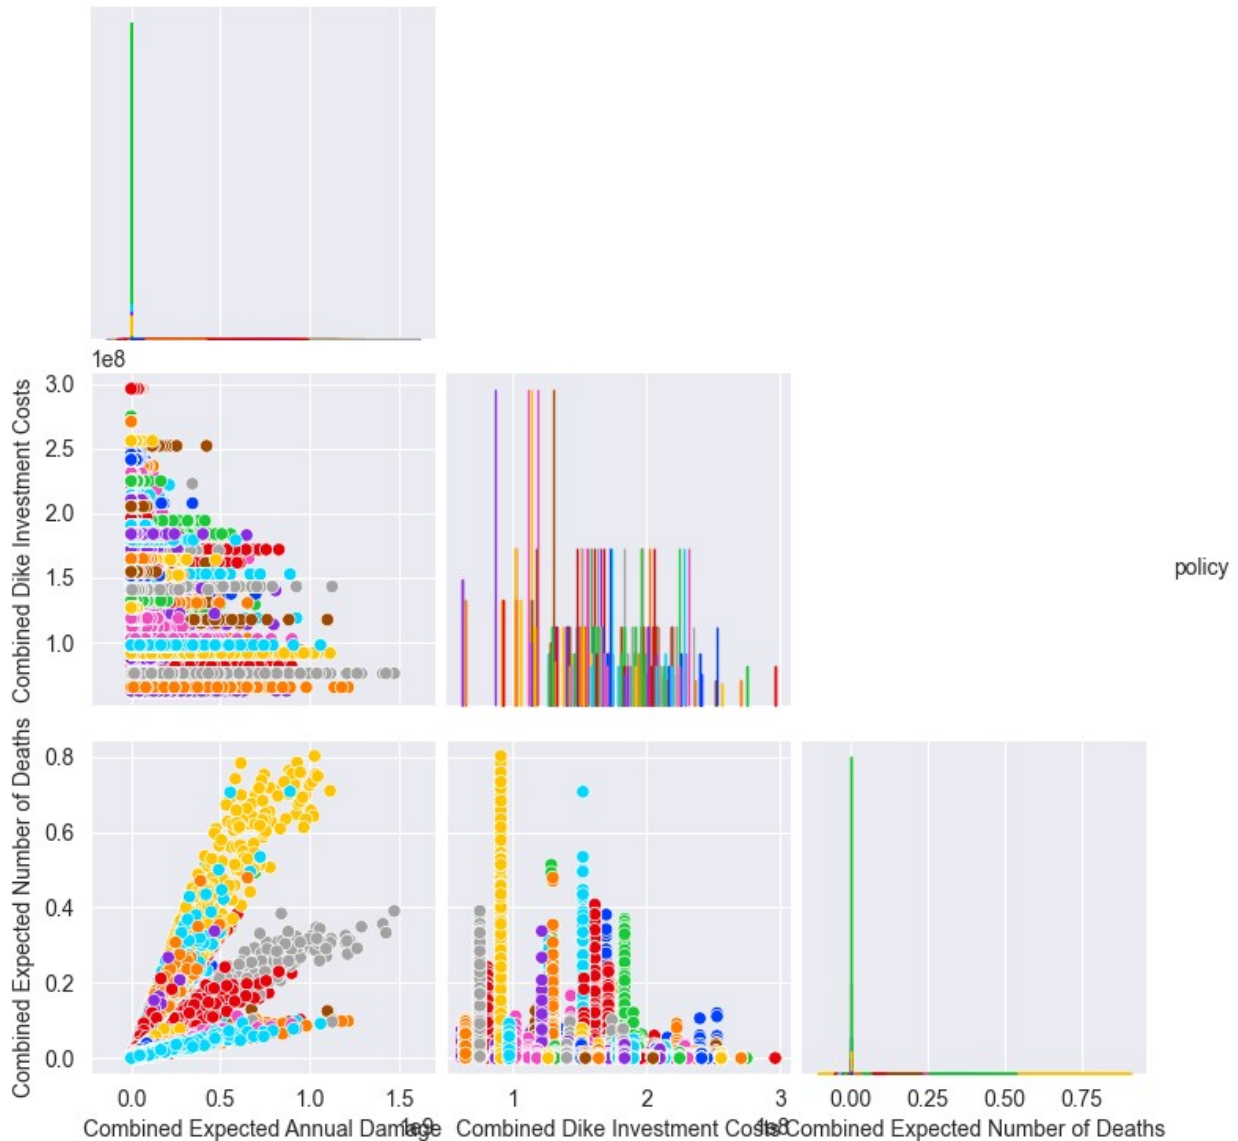 1e8
3.0
2.5
2.0
1.5
1.0
Combined Dike Investment Costs
policy
0.8
0.6
0.4
0.2
0.0
Combined Expected Number of Deaths
0.0 0.5 1.0 1.5
1e9
Combined Expected Annual Damage
1 2 3
1e8
Combined Dike Investment Costs
0.00 0.25 0.50 0.75
Combined Expected Number of Deaths